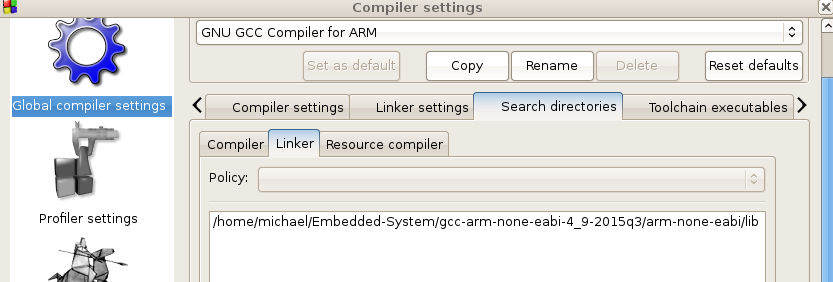 Compiler settings
GNU GCC Compiler for ARM
Set as default Copy Rename Delete Reset defaults
Global compiler settings
Compiler settings Linker settings Search directories Toolchain executables
Compiler Linker Resource compiler
Policy:
Profiler settings
/home/michael/Embedded-System/gcc-arm-none-eabi-4_9-2015q3/arm-none-eabi/lib